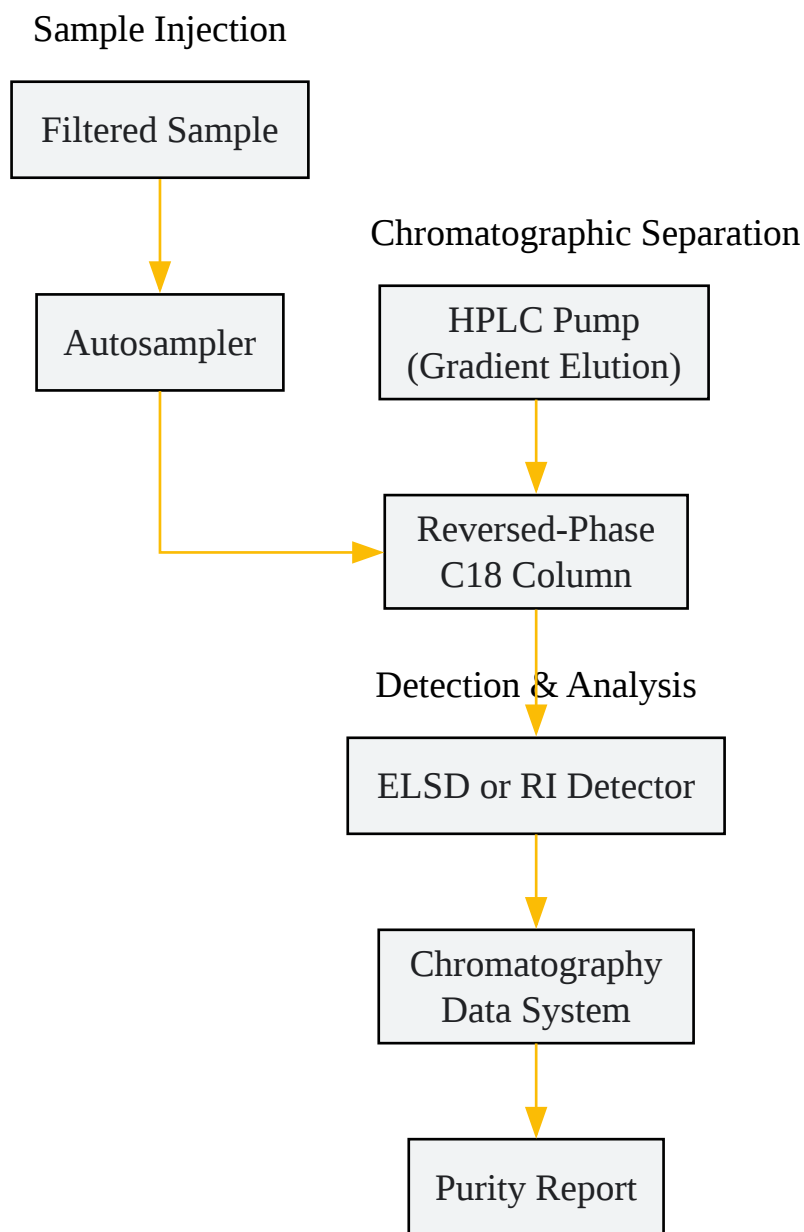 Sample Injection
Filtered Sample
Autosampler
Chromatographic Separation
HPLC Pump
(Gradient Elution)
Reversed-Phase
C18 Column
Detection & Analysis
ELSD or RI Detector
Chromatography
Data System
Purity Report